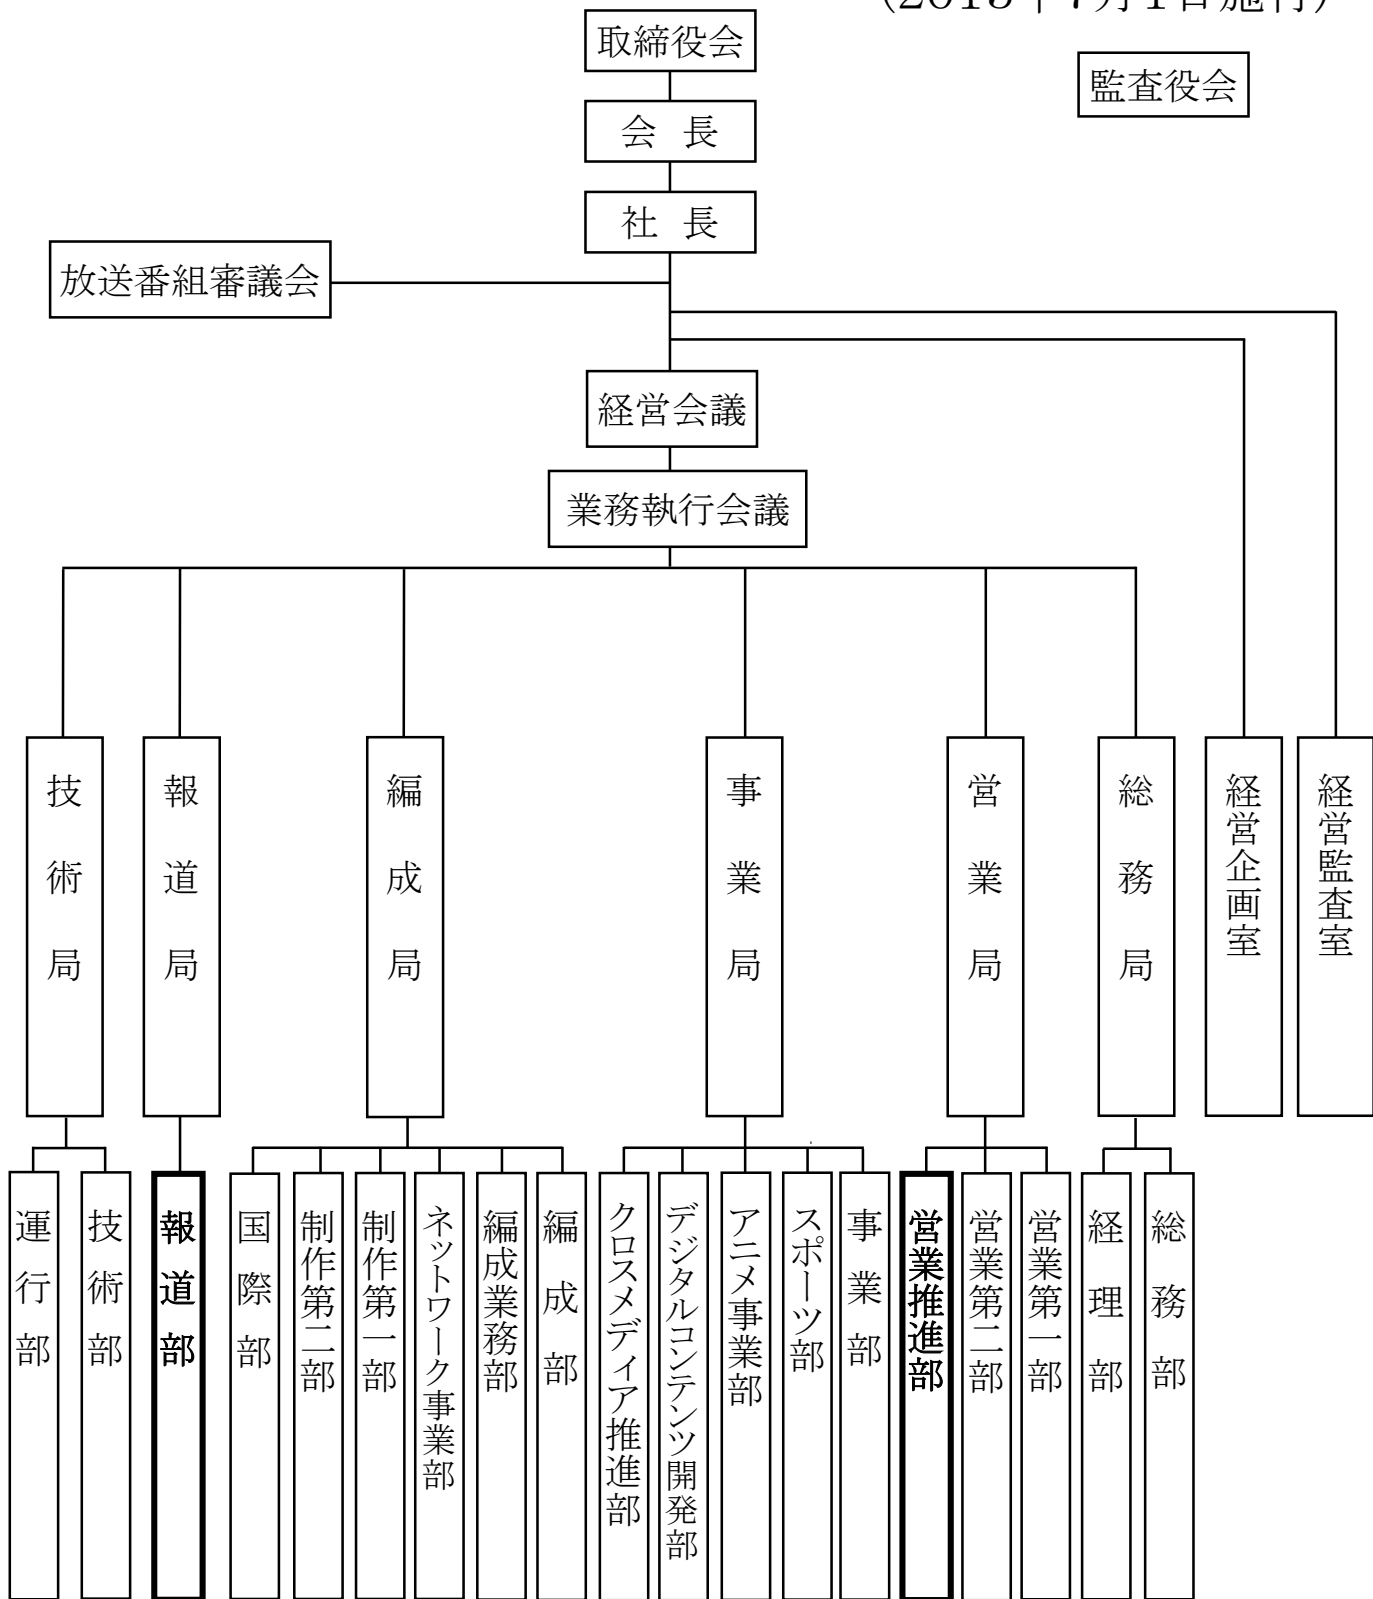 7月1日施行)
取締役会
監査役会
会 長
社 長
放送番組審議会
経営会議
業務執行会議
技術局
報道局
編成局
事業局
営業局
総務局
経営企画室
経営監査室
運行部
技術部
報道部
国際部
制作第二部
制作第一部
ネットワーク事業部
編成業務部
編成部
クロスメディア推進部
デジタルコンテンツ開発部
アニメ事業部
スポーツ部
事業部
営業推進部
営業第二部
営業第一部
経理部
総務部